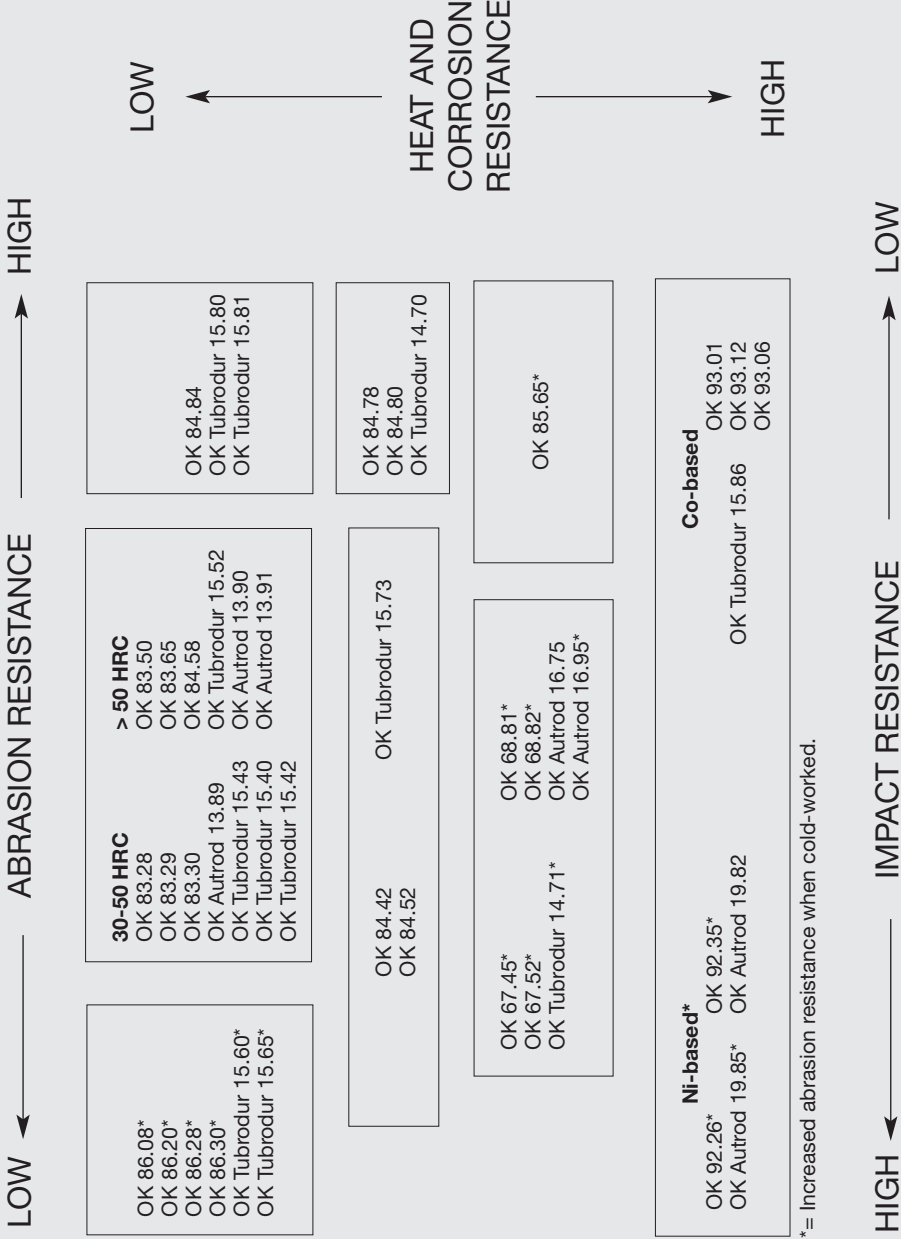 LOW ABRASION RESISTANCE HIGH
OK 86.08*
OK 86.20*
OK 86.28*
OK 86.30*
OK Tubrodur 15.60*
OK Tubrodur 15.65*
30-50 HRC
OK 83.28
OK 83.29
OK 83.30
OK Autrod 13.89
OK Tubrodur 15.43
OK Tubrodur 15.40
OK Tubrodur 15.42
> 50 HRC
OK 83.50
OK 83.65
OK 84.58
OK Tubrodur 15.52
OK Autrod 13.90
OK Autrod 13.91
OK 84.84
OK Tubrodur 15.80
OK Tubrodur 15.81
LOW
HEAT AND
CORROSION
RESISTANCE
HIGH
OK 84.42
OK 84.52
OK Tubrodur 15.73
OK 84.78
OK 84.80
OK Tubrodur 14.70
OK 67.45*
OK 67.52*
OK Tubrodur 14.71*
OK 68.81*
OK 68.82*
OK Autrod 16.75
OK Autrod 16.95*
OK 85.65*
Ni-based*
OK 92.26*
OK Autrod 19.85*
OK 92.35*
OK Autrod 19.82
Co-based
OK Tubrodur 15.86
OK 93.01
OK 93.12
OK 93.06
*= Increased abrasion resistance when cold-worked.
HIGH IMPACT RESISTANCE LOW